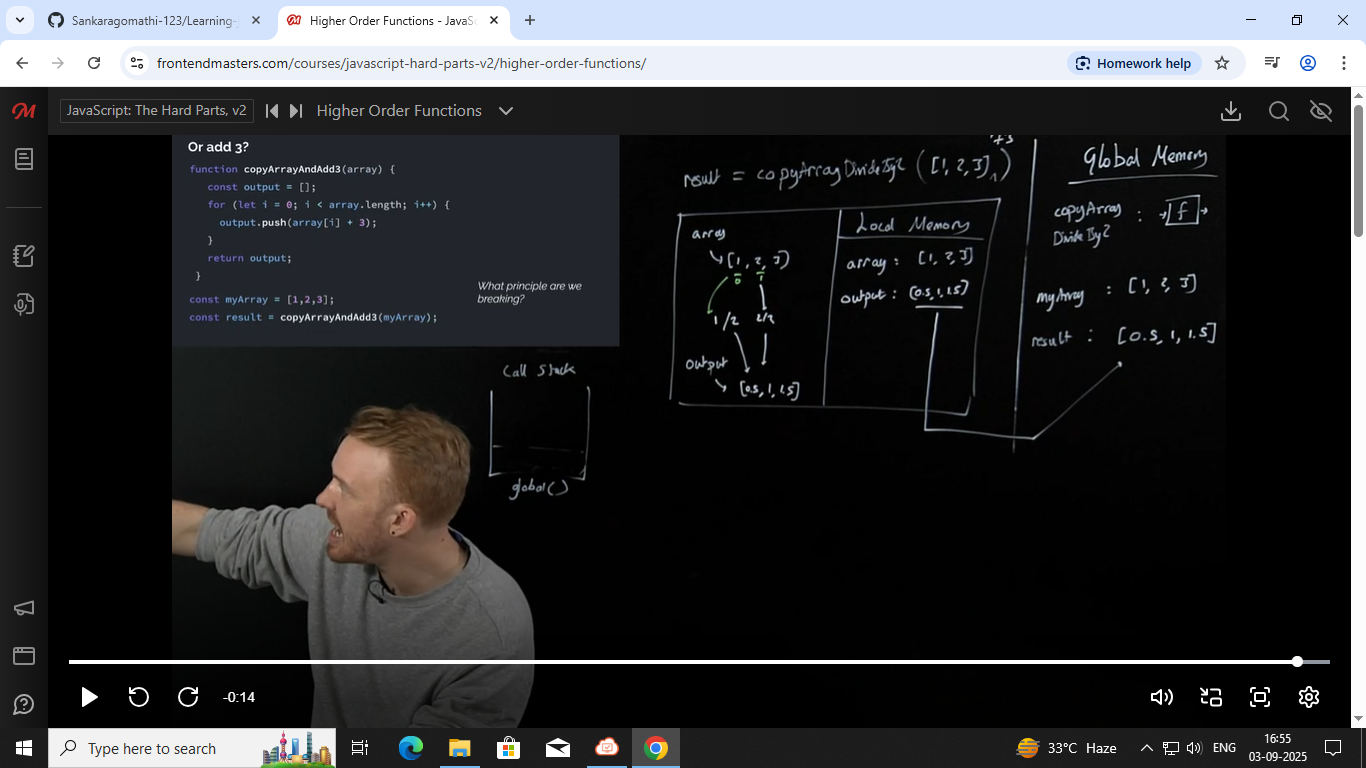 Sankaragomathi-123/Learning-
Higher Order Functions - JavaSc
frontendmasters.com/courses/javascript-hard-parts-v2/higher-order-functions/
Homework help
JavaScript: The Hard Parts, v2
Higher Order Functions
Or add 3?
function copyArrayAndAdd3(array) {
const output = [];
for (let i = 0; i < array.length; i++) {
output.push(array[i] + 3);
}
return output;
}
const myArray = [1,2,3];
const result = copyArrayAndAdd3(myArray);
What principle are we
breaking?
+3
result = copyArrayDivideBy2 ([1, 2, 3],)
array
[1, 2, 3]
0 1
1/2 2/2
output
[0.5, 1, 1.5]
Local Memory
array : [1, 2, 3]
output : [0.5, 1, 1.5]
Global Memory
copyArray
DivideBy2 : f
myArray : [1, 2, 3]
result : [0.5, 1, 1.5]
Call Stack
global()
-0:14
Type here to search
33°C Haze
ENG
16:55
03-09-2025